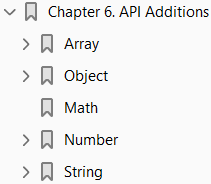 Chapter 6. API Additions
Array
Object
Math
Number
String